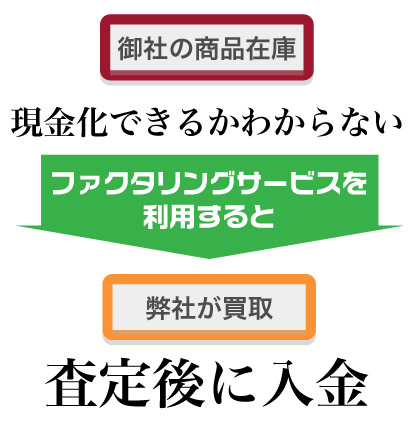 御社の商品在庫
現金化できるかわからない
ファクタリングサービスを
利用すると
弊社が買取
査定後に入金